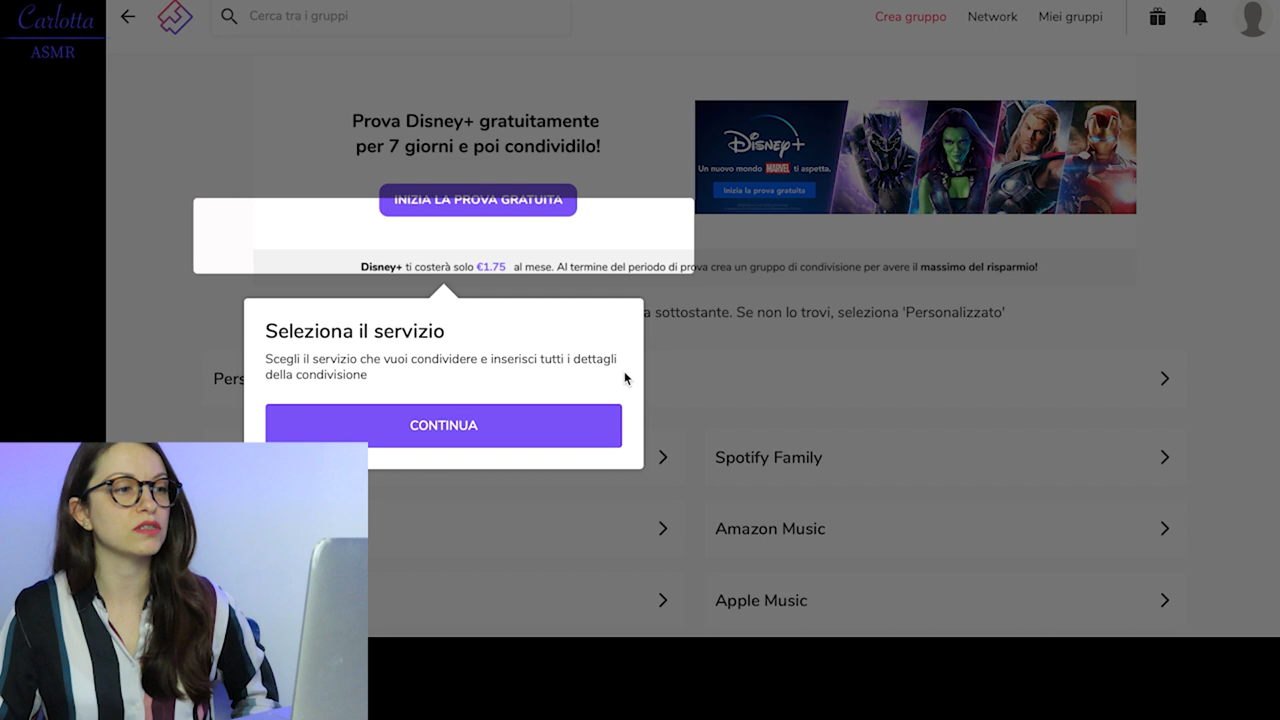 Carlotta
ASMR
Cerca tra i gruppi
Crea gruppo
Network
Miei gruppi
Prova Disney+ gratuitamente
per 7 giorni e poi condividilo!
INIZIA LA PROVA GRATUITA
Disney+
Un nuovo mondo MARVEL ti aspetta.
Inizia la prova gratuita
Disney+ ti costerà solo €1.75 al mese. Al termine del periodo di prova crea un gruppo di condivisione per avere il massimo del risparmio!
a sottostante. Se non lo trovi, seleziona 'Personalizzato'
Seleziona il servizio
Scegli il servizio che vuoi condividere e inserisci tutti i dettagli
della condivisione
CONTINUA
Pers
Spotify Family
Amazon Music
Apple Music